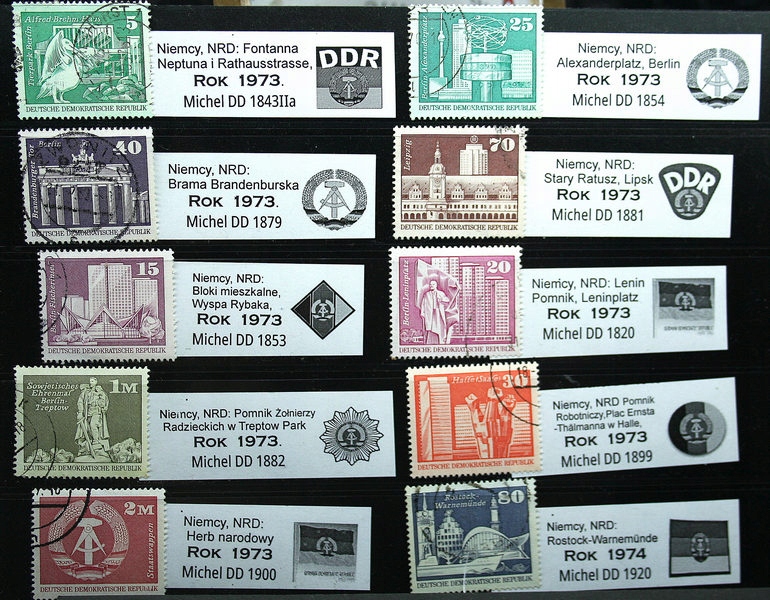 Alfred-Brehm-Haus
5
Tierpark Berlin
DEUTSCHE DEMOKRATISCHE REPUBLIK
Niemcy, NRD: Fontanna
Neptuna i Rathausstrasse,
ROK 1973.
Michel DD 1843IIa
DDR
25
Berlin-Alexanderplatz
DEUTSCHE DEMOKRATISCHE REPUBLIK
Niemcy, NRD:
Alexanderplatz, Berlin
ROK 1973
Michel DD 1854
Berlin
40
Brandenburger Tor
DEUTSCHE DEMOKRATISCHE REPUBLIK
Niemcy, NRD:
Brama Brandenburska
ROK 1973.
Michel DD 1879
Leipzig
70
DEUTSCHE DEMOKRATISCHE REPUBLIK
Niemcy, NRD:
Stary Ratusz, Lipsk
ROK 1973
Michel DD 1881
DDR
15
Berlin-Fischerinsel
DEUTSCHE DEMOKRATISCHE REPUBLIK
Niemcy, NRD:
Bloki mieszkalne,
Wyspa Rybaka,
ROK 1973
Michel DD 1853
20
Berlin-Leninplatz
DEUTSCHE DEMOKRATISCHE REPUBLIK
Niemcy, NRD: Lenin
Pomnik, Leninplatz
ROK 1973
Michel DD 1820
Sowjetisches
Ehrenmal
Berlin-
Treptow
1M
DEUTSCHE DEMOKRATISCHE REPUBLIK
Niemcy, NRD: Pomnik Żołnierzy
Radzieckich w Treptow Park
ROK 1973.
Michel DD 1882
Halle-Saale
30
DEUTSCHE DEMOKRATISCHE REPUBLIK
Niemcy, NRD Pomnik
Robotniczy,Plac Ernsta
-Thälmanna w Halle,
ROK 1973
Michel DD 1899
2M
Staatswappen
DEUTSCHE DEMOKRATISCHE REPUBLIK
Niemcy, NRD:
Herb narodowy
ROK 1973
Michel DD 1900
Rostock-
Warnemünde
80
DEUTSCHE DEMOKRATISCHE REPUBLIK
Niemcy, NRD:
Rostock-Warnemünde
ROK 1974
Michel DD 1920